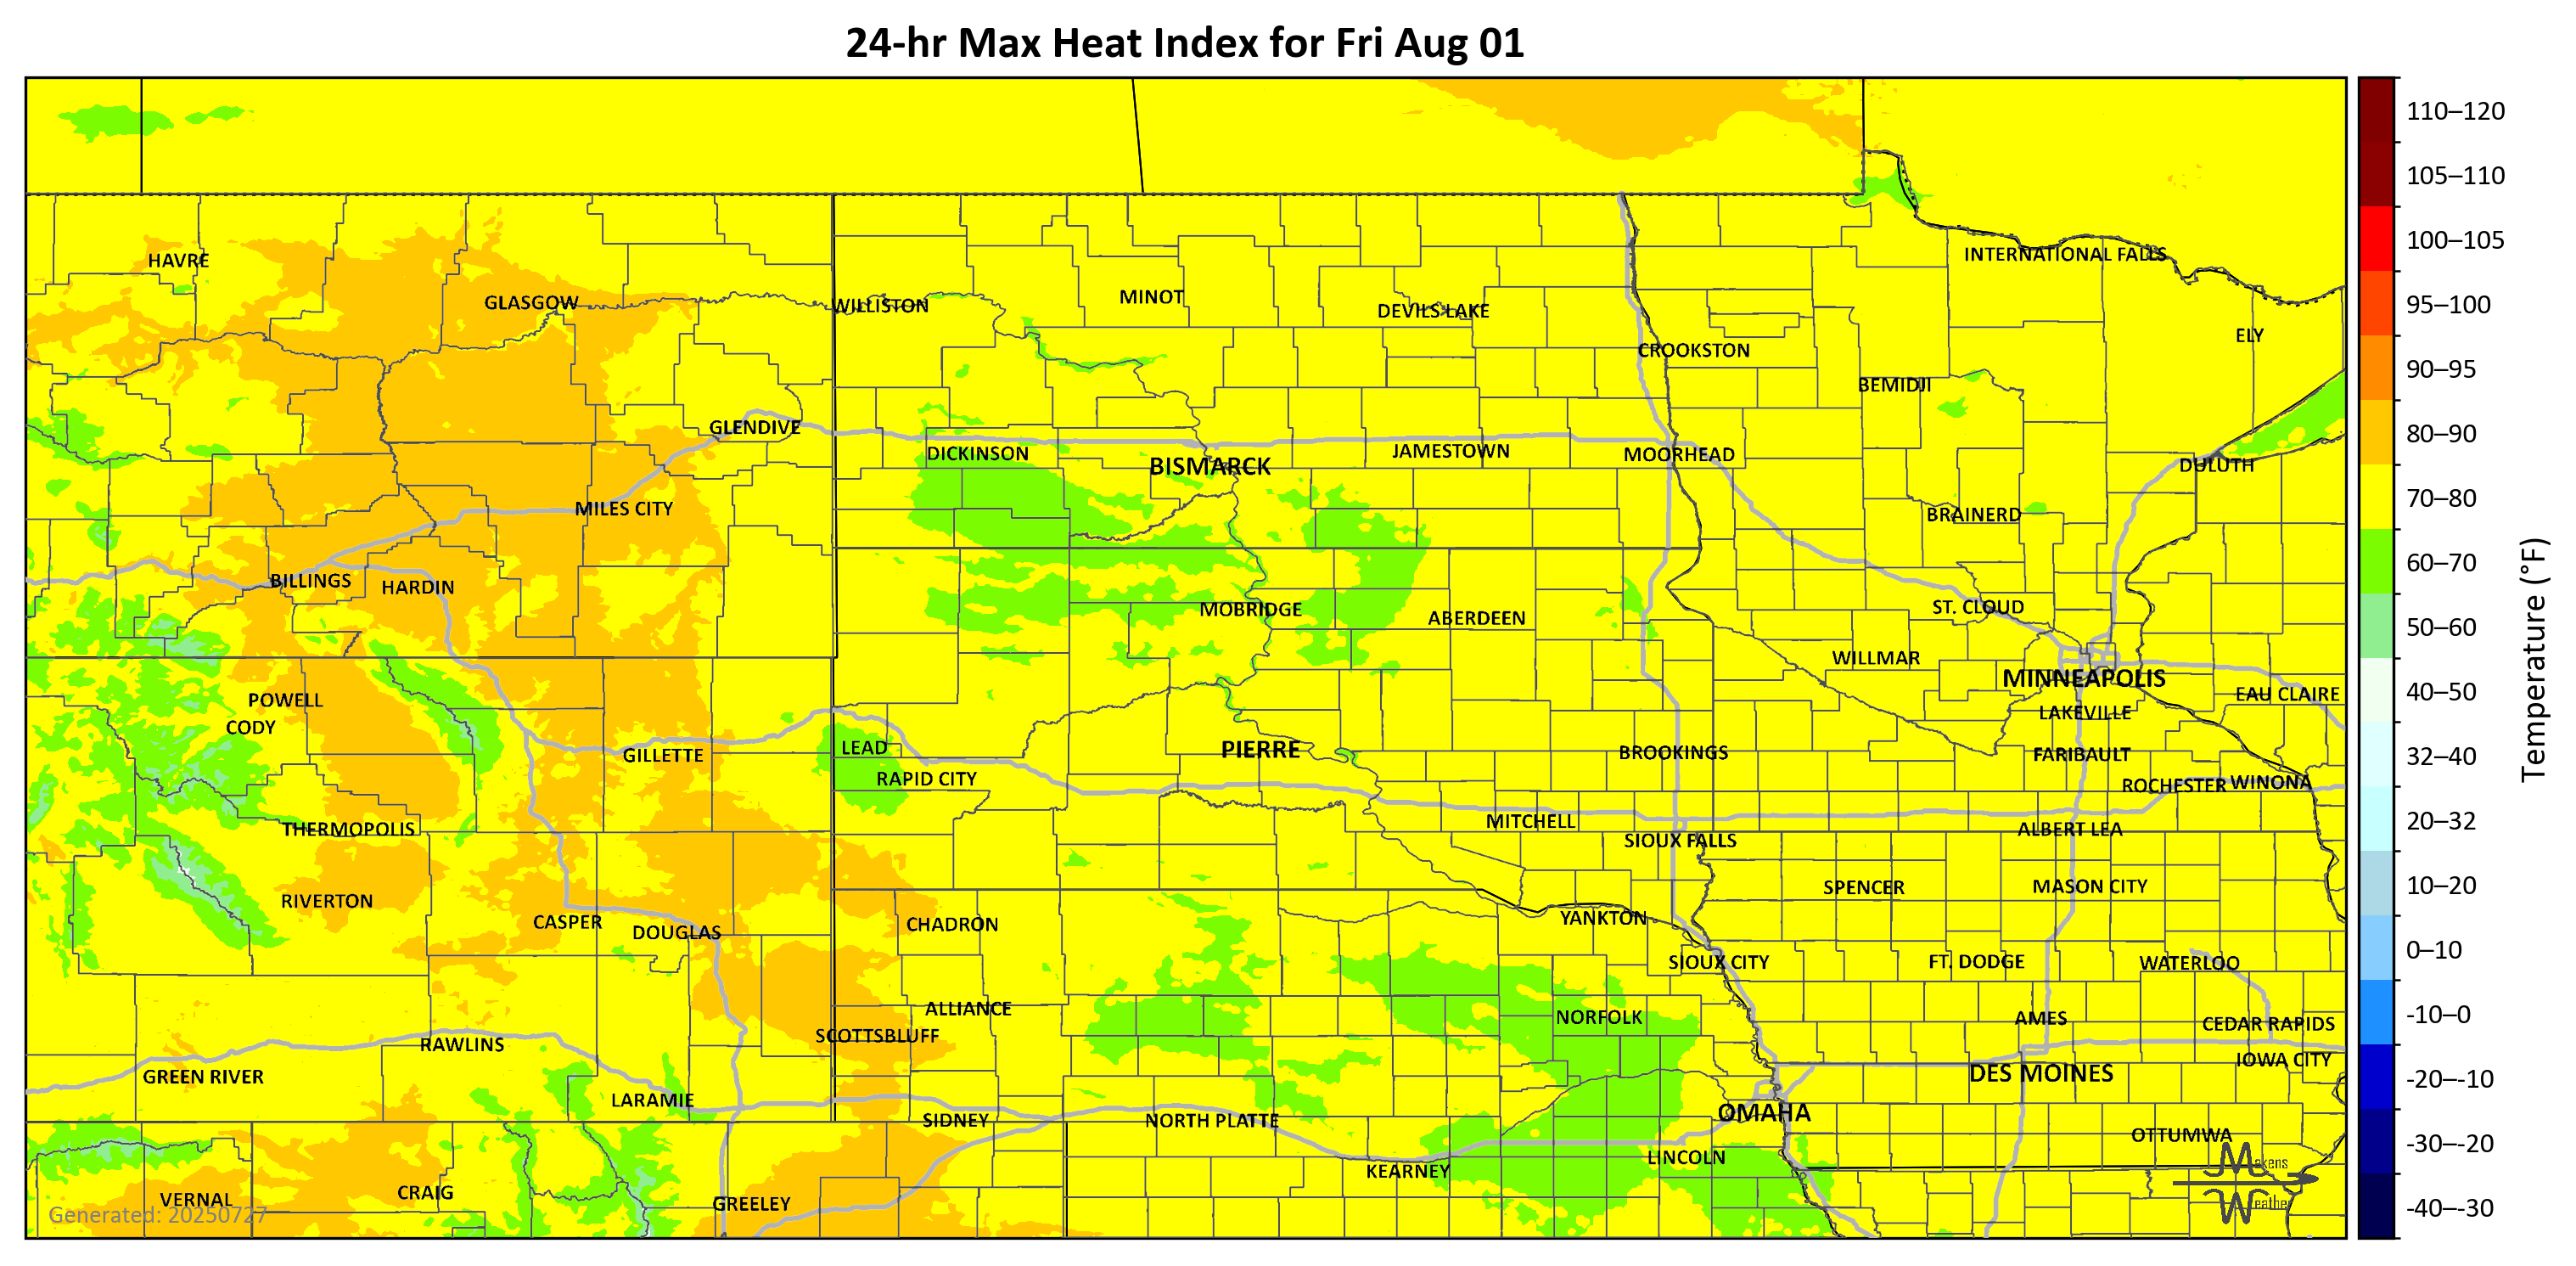 24-hr Max Heat Index for Fri Aug 01
110–120
105–110
100–105
95–100
90–95
80–90
70–80
60–70
50–60
40–50
32–40
20–32
10–20
0–10
-10–0
-20–-10
-30–-20
-40–-30
Temperature (°F)
HAVRE
INTERNATIONAL FALLS
GLASGOW
WILLISTON
MINOT
DEVILS LAKE
ELY
CROOKSTON
BEMIDJI
GLENDIVE
DICKINSON
BISMARCK
JAMESTOWN
MOORHEAD
DULUTH
MILES CITY
BRAINERD
BILLINGS
HARDIN
MOBRIDGE
ABERDEEN
ST. CLOUD
WILLMAR
MINNEAPOLIS
EAU CLAIRE
POWELL
CODY
LAKEVILLE
GILLETTE
LEAD
RAPID CITY
PIERRE
BROOKINGS
FARIBAULT
ROCHESTER
WINONA
THERMOPOLIS
MITCHELL
SIOUX FALLS
ALBERT LEA
RIVERTON
CASPER
DOUGLAS
CHADRON
YANKTON
SPENCER
MASON CITY
SIOUX CITY
FT. DODGE
WATERLOO
ALLIANCE
SCOTTSBLUFF
NORFOLK
AMES
CEDAR RAPIDS
RAWLINS
GREEN RIVER
LARAMIE
DES MOINES
IOWA CITY
SIDNEY
NORTH PLATTE
OMAHA
OTTUMWA
KEARNEY
LINCOLN
VERNAL
CRAIG
GREELEY
Makens
Weather
Generated: 20250727